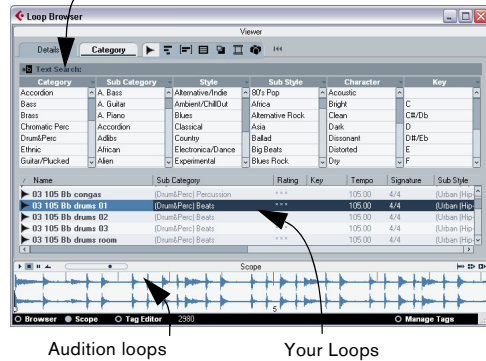 Loop Browser
Viewer
Details Category
Text Search:
Category Sub Category Style Sub Style Character Key
Accordion A. Bass Alternative/Indie 80's Pop Acoustic
Bass A. Guitar Ambient/ChillOut Africa Bright C
Brass A. Piano Blues Alternative Rock Clean C#/Db
Chromatic Perc Accordion Classical Asia Dark D
Drum&Perc Adlibs Country Ballad Dissonant D#/Eb
Ethnic African Electronica/Dance Big Beats Distorted E
Guitar/Plucked Alien Experimental Blues Rock Dry F
Name Sub Category Rating Key Tempo Signature Sub Style
03 105 Bb congas (Drum&Perc) Percussion *** 105.00 4/4 (Urban (Hip-
03 105 Bb drums 01 (Drum&Perc) Beats *** 105.00 4/4 (Urban (Hip-
03 105 Bb drums 02 (Drum&Perc) Beats *** 105.00 4/4 (Urban (Hip-
03 105 Bb drums 03 (Drum&Perc) Beats *** 105.00 4/4 (Urban (Hip-
03 105 Bb drums room (Drum&Perc) Beats *** 105.00 4/4 (Urban (Hip-
Scope
5
Browser Scope Tag Editor 2980 Manage Tags
Audition loops Your Loops